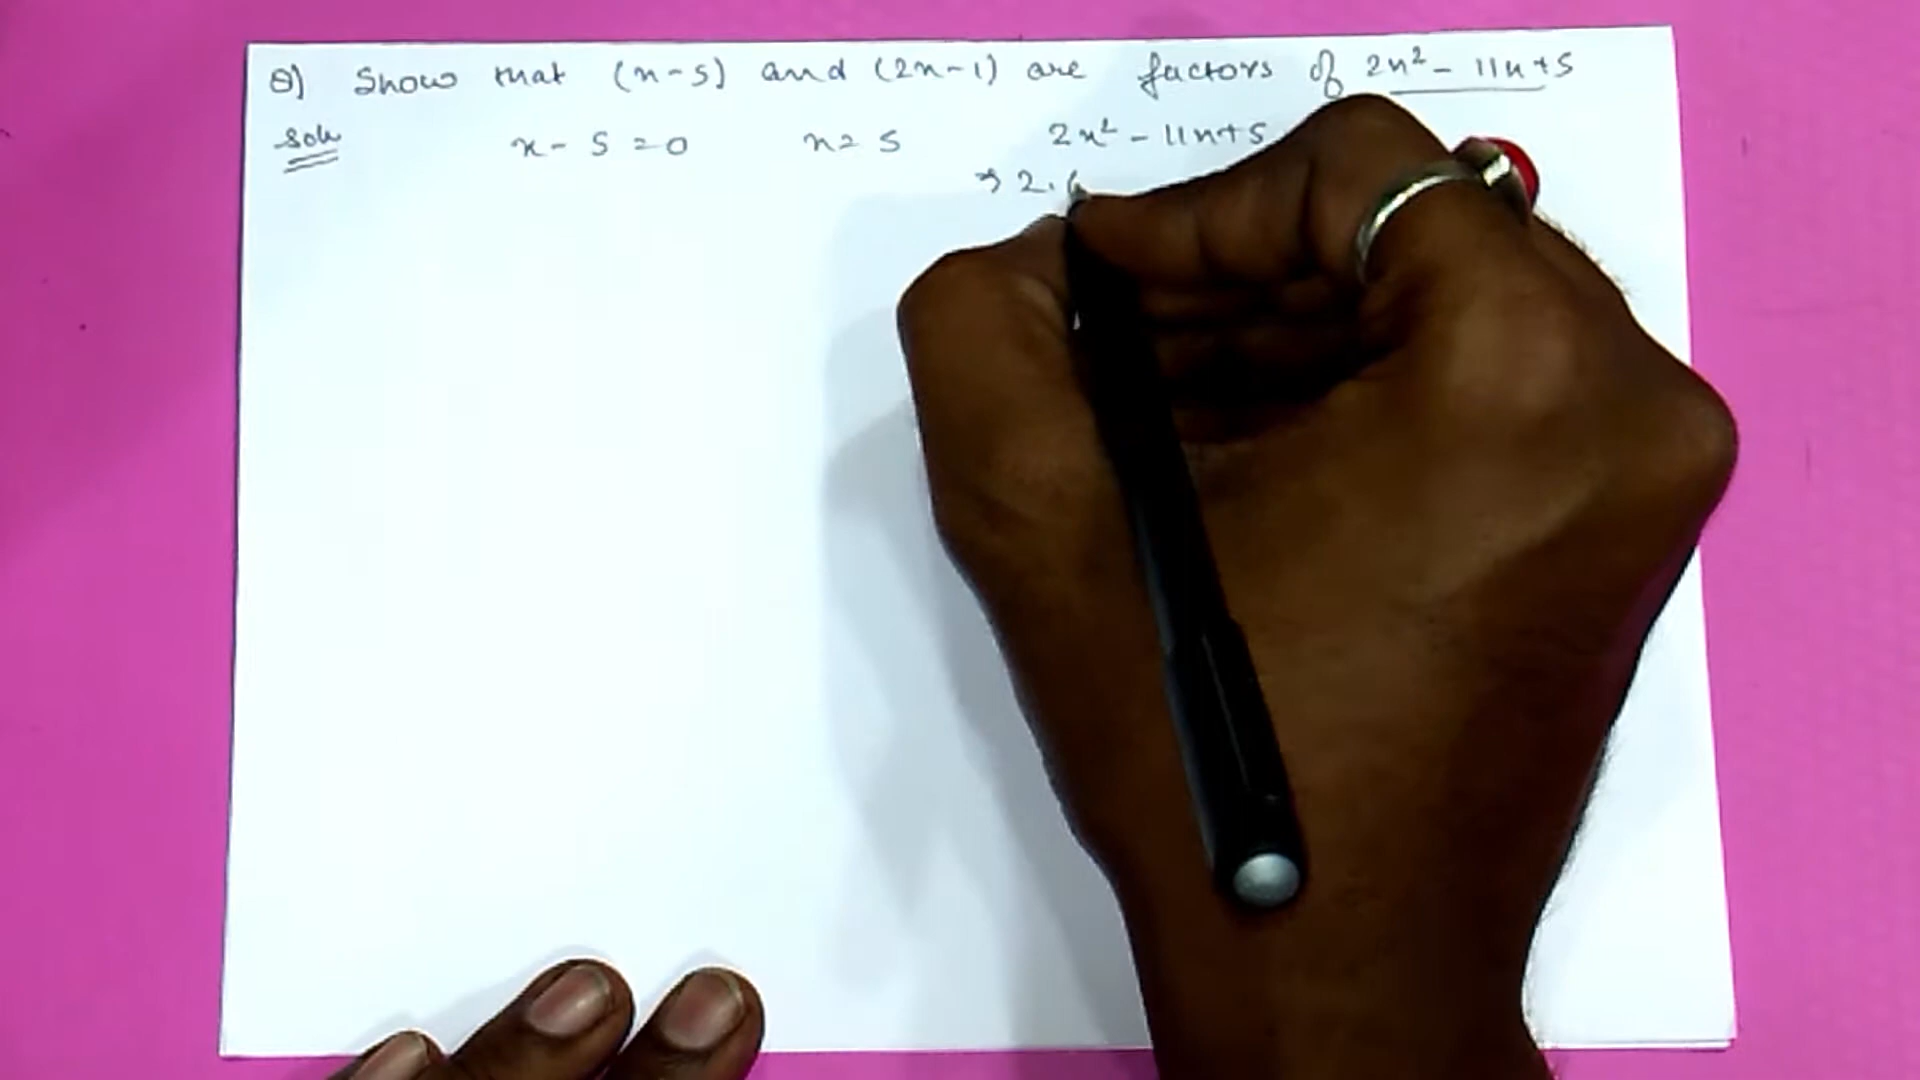 Q) Show that (x-5) and (2x-1) are factors of 2x² - 11x+5
Soln x- 5 =0 x= 5 2x² - 11x+5
⇒ 2.(